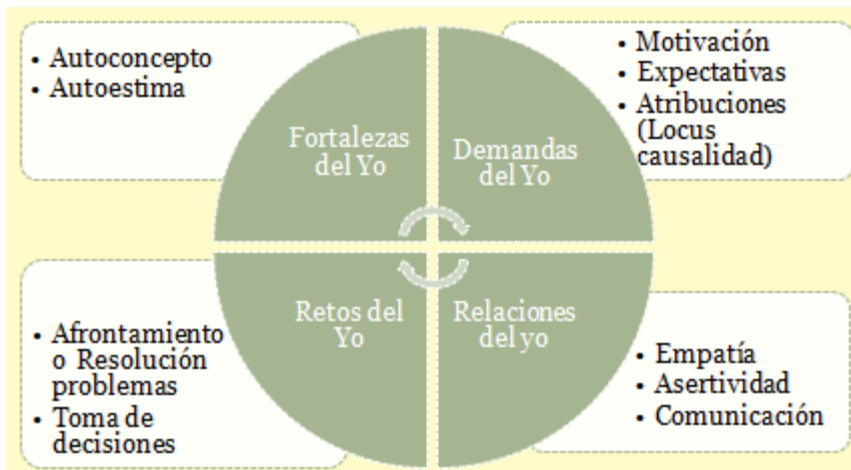 • Autoconcepto
• Autoestima
Fortalezas
del Yo
• Motivación
• Expectativas
• Atribuciones
(Locus
causalidad)
Demandas
del Yo
• Afrontamiento
o Resolución
problemas
• Toma de
decisiones
Retos del
Yo
Relaciones
del yo
• Empatía
• Asertividad
• Comunicación